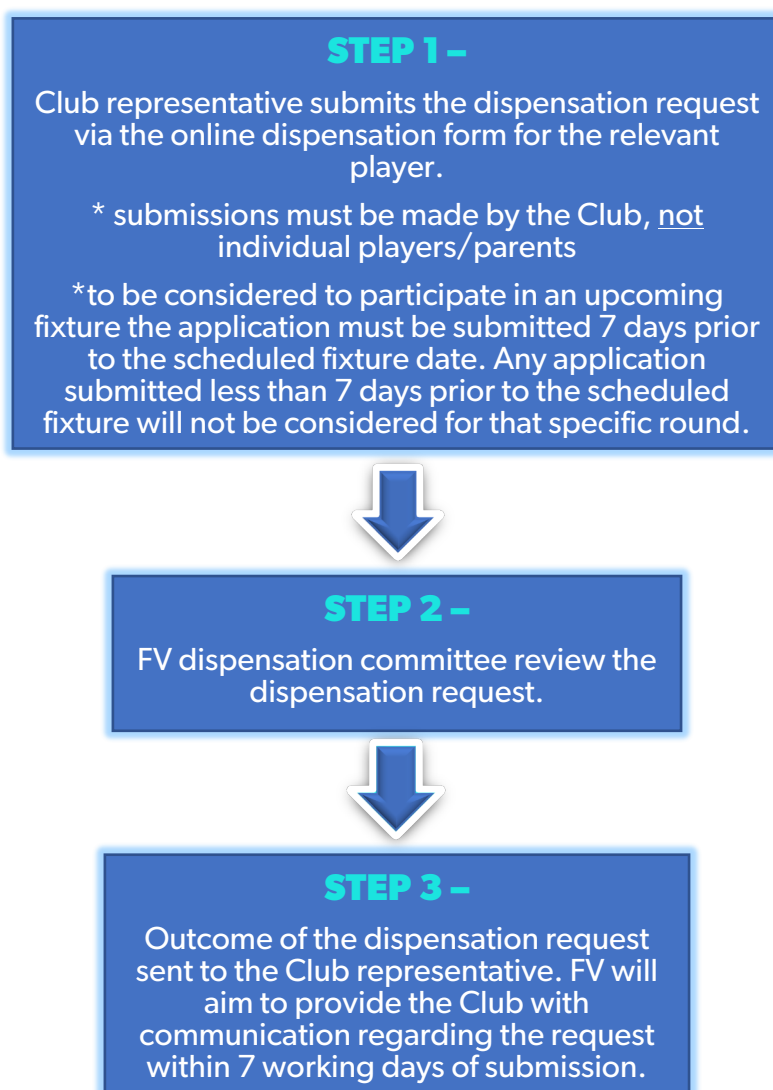 STEP 1 –
Club representative submits the dispensation request
via the online dispensation form for the relevant
player.
* submissions must be made by the Club, not
individual players/parents
*to be considered to participate in an upcoming
fixture the application must be submitted 7 days prior
to the scheduled fixture date. Any application
submitted less than 7 days prior to the scheduled
fixture will not be considered for that specific round.
STEP 2 –
FV dispensation committee review the
dispensation request.
STEP 3 –
Outcome of the dispensation request
sent to the Club representative. FV will
aim to provide the Club with
communication regarding the request
within 7 working days of submission.